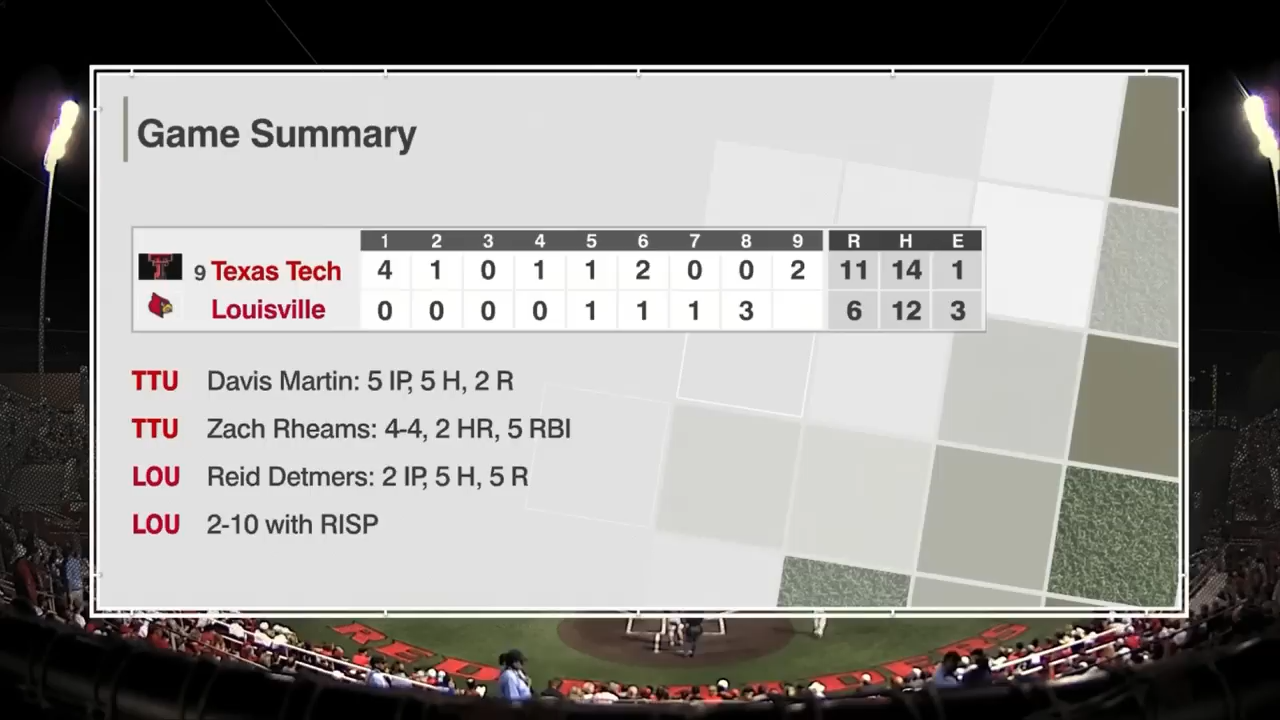 Game Summary
1 2 3 4 5 6 7 8 9 R H E
9 Texas Tech 4 1 0 1 1 2 0 0 2 11 14 1
Louisville 0 0 0 0 1 1 1 3 6 12 3
TTU Davis Martin: 5 IP, 5 H, 2 R
TTU Zach Rheams: 4-4, 2 HR, 5 RBI
LOU Reid Detmers: 2 IP, 5 H, 5 R
LOU 2-10 with RISP
RED RAIDERS